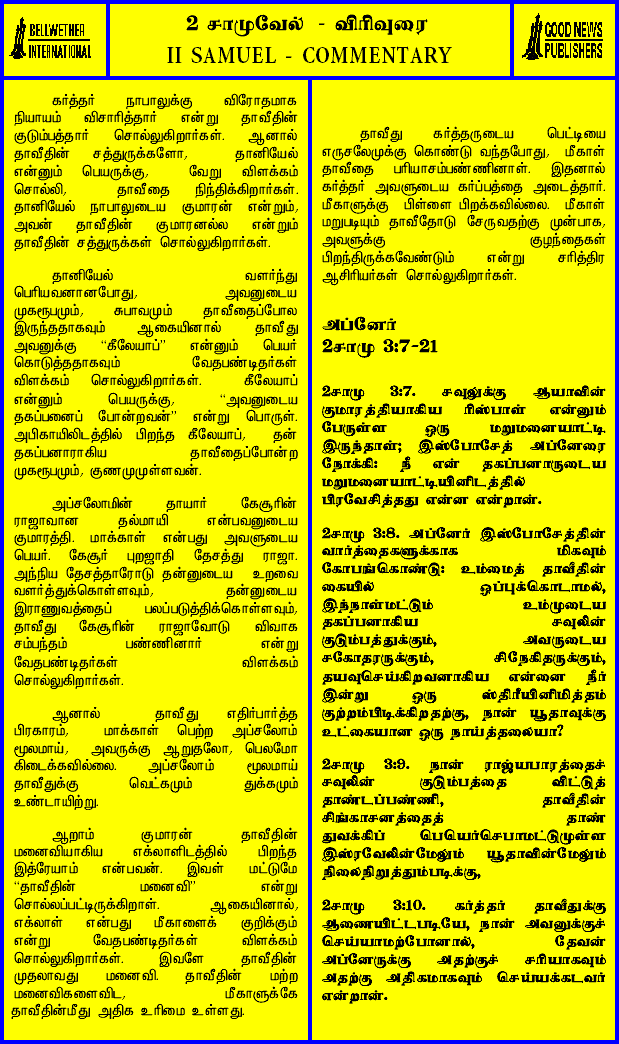 BELLWETHER
INTERNATIONAL
2 சாமுவேல் - விரிவுரை
II SAMUEL - COMMENTARY
GOOD NEWS
PUBLISHERS
கர்த்தர் நாபாலுக்கு விரோதமாக
நியாயம் விசாரித்தார் என்று தாவீதின்
குடும்பத்தார் சொல்லுகிறார்கள். ஆனால்
தாவீதின் சத்துருக்களோ, தானியேல்
என்னும் பெயருக்கு, வேறு விளக்கம்
சொல்லி, தாவீதை நிந்திக்கிறார்கள்.
தானியேல் நாபாலுடைய குமாரன் என்றும்,
அவன் தாவீதின் குமாரனல்ல என்றும்
தாவீதின் சத்துருக்கள் சொல்லுகிறார்கள்.
தானியேல் வளர்ந்து
பெரியவனானபோது, அவனுடைய
முகரூபமும், சுபாவமும் தாவீதைப்போல
இருந்ததாகவும் ஆகையினால் தாவீது
அவனுக்கு “கீலேயாப்” என்னும் பெயர்
கொடுத்ததாகவும் வேதபண்டிதர்கள்
விளக்கம் சொல்லுகிறார்கள். கீலேயாப்
என்னும் பெயருக்கு, “அவனுடைய
தகப்பனைப் போன்றவன்” என்று பொருள்.
அபிகாயிலிடத்தில் பிறந்த கீலேயாப், தன்
தகப்பனாராகிய தாவீதைப்போன்ற
முகரூபமும், குணமுமுள்ளவன்.
அப்சலோமின் தாயார் கேசூரின்
ராஜாவான தல்மாயி என்பவனுடைய
குமாரத்தி. மாக்காள் என்பது அவளுடைய
பெயர். கேசூர் புறஜாதி தேசத்து ராஜா.
அந்நிய தேசத்தாரோடு தன்னுடைய உறவை
வளர்த்துக்கொள்ளவும், தன்னுடைய
இராணுவத்தைப் பலப்படுத்திக்கொள்ளவும்,
தாவீது கேசூரின் ராஜாவோடு விவாக
சம்பந்தம் பண்ணினார் என்று
வேதபண்டிதர்கள் விளக்கம்
சொல்லுகிறார்கள்.
ஆனால் தாவீது எதிர்பார்த்த
பிரகாரம், மாக்காள் பெற்ற அப்சலோம்
மூலமாய், அவருக்கு ஆறுதலோ, பெலமோ
கிடைக்கவில்லை. அப்சலோம் மூலமாய்
தாவீதுக்கு வெட்கமும் துக்கமும்
உண்டாயிற்று.
ஆறாம் குமாரன் தாவீதின்
மனைவியாகிய எக்லாளிடத்தில் பிறந்த
இத்ரேயாம் என்பவன். இவள் மட்டுமே
“தாவீதின் மனைவி” என்று
சொல்லப்பட்டிருக்கிறாள். ஆகையினால்,
எக்லாள் என்பது மீகாளைக் குறிக்கும்
என்று வேதபண்டிதர்கள் விளக்கம்
சொல்லுகிறார்கள். இவளே தாவீதின்
முதலாவது மனைவி. தாவீதின் மற்ற
மனைவிகளைவிட, மீகாளுக்கே
தாவீதின்மீது அதிக உரிமை உள்ளது.
தாவீது கர்த்தருடைய பெட்டியை
எருசலேமுக்கு கொண்டு வந்தபோது, மீகாள்
தாவீதை பரியாசம்பண்ணினாள். இதனால்
கர்த்தர் அவளுடைய கர்ப்பத்தை அடைத்தார்.
மீகாளுக்கு பிள்ளை பிறக்கவில்லை. மீகாள்
மறுபடியும் தாவீதோடு சேருவதற்கு முன்பாக,
அவளுக்கு குழந்தைகள்
பிறந்திருக்கவேண்டும் என்று சரித்திர
ஆசிரியர்கள் சொல்லுகிறார்கள்.
அப்னேர்
2சாமு 3:7-21
2சாமு 3:7. சவுலுக்கு ஆயாவின்
குமாரத்தியாகிய ரிஸ்பாள் என்னும்
பேருள்ள ஒரு மறுமனையாட்டி
இருந்தாள்; இஸ்போசேத் அப்னேரை
நோக்கி: நீ என் தகப்பனாருடைய
மறுமனையாட்டியினிடத்தில்
பிரவேசித்தது என்ன என்றான்.
2சாமு 3:8. அப்னேர் இஸ்போசேத்தின்
வார்த்தைகளுக்காக மிகவும்
கோபங்கொண்டு: உம்மைத் தாவீதின்
கையில் ஒப்புக்கொடாமல்,
இந்நாள்மட்டும் உம்முடைய
தகப்பனாகிய சவுலின்
குடும்பத்துக்கும், அவருடைய
சகோதரருக்கும், சிநேகிதருக்கும்,
தயவுசெய்கிறவனாகிய என்னை நீர்
இன்று ஒரு ஸ்திரீயினிமித்தம்
குற்றம்பிடிக்கிறதற்கு, நான் யூதாவுக்கு
உட்கையான ஒரு நாய்த்தலையா?
2சாமு 3:9. நான் ராஜ்யபாரத்தைச்
சவுலின் குடும்பத்தை விட்டுத்
தாண்டப்பண்ணி, தாவீதின்
சிங்காசனத்தைத் தாண்
துவக்கிப் பெயெர்செபாமட்டுமுள்ள
இஸ்ரவேலின்மேலும் யூதாவின்மேலும்
நிலைநிறுத்தும்படிக்கு,
2சாமு 3:10. கர்த்தர் தாவீதுக்கு
ஆணையிட்டபடியே, நான் அவனுக்குச்
செய்யாமற்போனால், தேவன்
அப்னேருக்கு அதற்குச் சரியாகவும்
அதற்கு அதிகமாகவும் செய்யக்கடவர்
என்றான்.